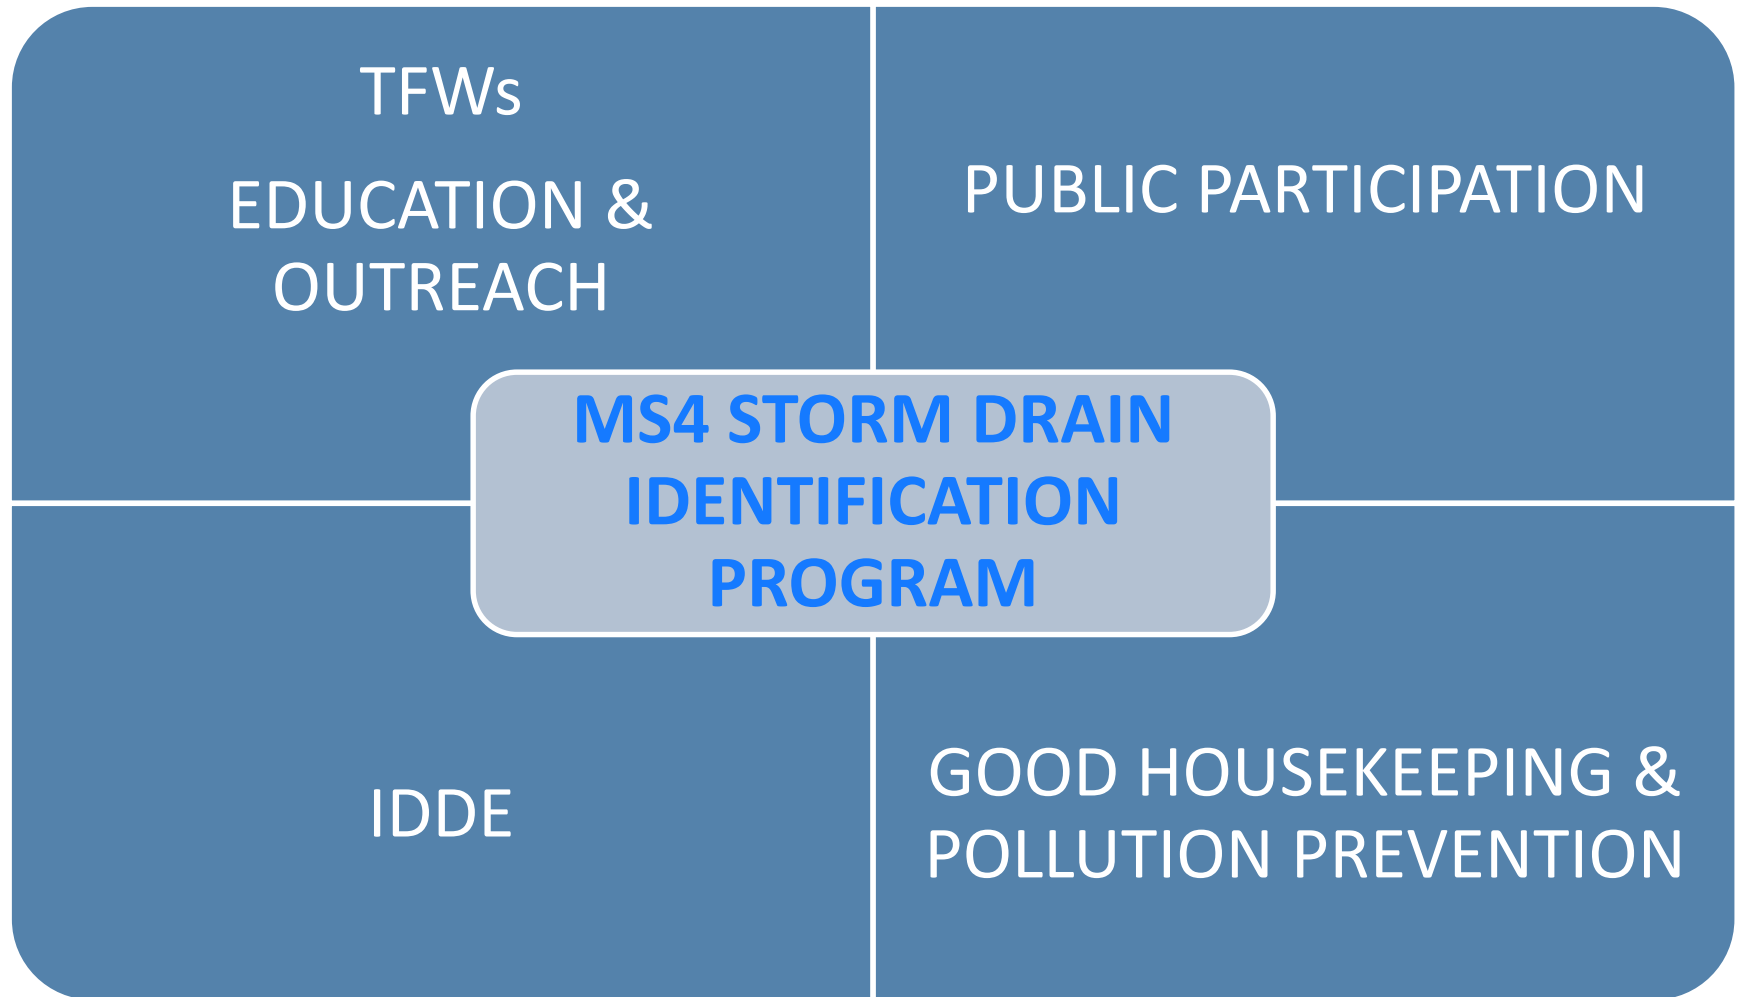 TFWs
EDUCATION &
OUTREACH
PUBLIC PARTICIPATION
MS4 STORM DRAIN
IDENTIFICATION
PROGRAM
IDDE
GOOD HOUSEKEEPING &
POLLUTION PREVENTION